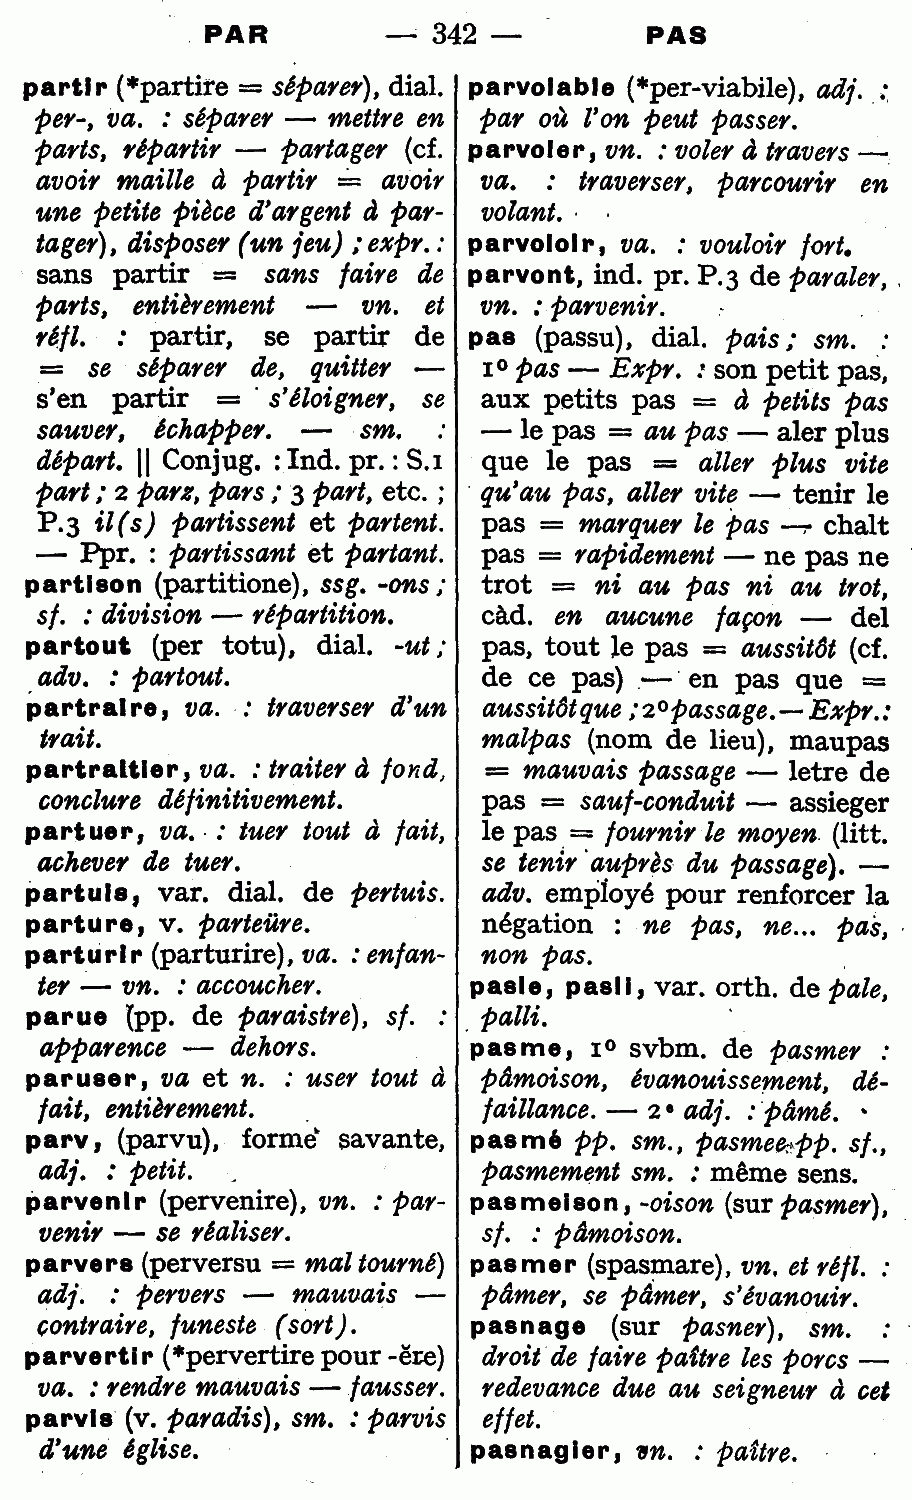 PAR — 342 — PAS
partir (*partire = séparer), dial.
per-, va. : séparer — mettre en
parts, répartir — partager (cf.
avoir maille à partir = avoir
une petite pièce d'argent à par-
tager), disposer (un jeu) ; expr. :
sans partir = sans faire de
parts, entièrement — vn. et
réfl. : partir, se partir de
= se séparer de, quitter —
s'en partir = s'éloigner, se
sauver, échapper. — sm. :
départ. || Conjug. : Ind. pr. : S.1
part ; 2 parz, pars ; 3 part, etc. ;
P.3 il(s) partissent et partent.
— Ppr. : partissant et partant.
partison (partitione), ssg. -ons ;
sf. : division — répartition.
partout (per totu), dial. -ut ;
adv. : partout.
partraire, va. : traverser d'un
trait.
partraitier, va. : traiter à fond,
conclure définitivement.
partuer, va. : tuer tout à fait,
achever de tuer.
partuis, var. dial. de pertuis.
parture, v. parteüre.
parturir (parturire), va. : enfan-
ter — vn. : accoucher.
parue (pp. de paraistre), sf. :
apparence — dehors.
paruser, va et n. : user tout à
fait, entièrement.
parv, (parvu), forme savante,
adj. : petit.
parvenir (pervenire), vn. : par-
venir — se réaliser.
parvers (perversu = mal tourné)
adj. : pervers — mauvais —
contraire, funeste (sort).
parvertir (*pervertire pour -ĕre)
va. : rendre mauvais — fausser.
parvis (v. paradis), sm. : parvis
d'une église.
parvolable (*per-viabile), adj. :
par où l'on peut passer.
parvoler, vn. : voler à travers —
va. : traverser, parcourir en
volant.
parvoloir, va. : vouloir fort.
parvont, ind. pr. P.3 de paraler,
vn. : parvenir.
pas (passu), dial. pais ; sm. :
1º pas — Expr. : son petit pas,
aux petits pas = à petits pas
— le pas = au pas — aler plus
que le pas = aller plus vite
qu'au pas, aller vite — tenir le
pas = marquer le pas — chalt
pas = rapidement — ne pas ne
trot = ni au pas ni au trot,
càd. en aucune façon — del
pas, tout le pas = aussitôt (cf.
de ce pas) — en pas que =
aussitôt que ; 2º passage. — Expr. :
malpas (nom de lieu), maupas
= mauvais passage — letre de
pas = sauf-conduit — assieger
le pas = fournir le moyen (litt.
se tenir auprès du passage). —
adv. employé pour renforcer la
négation : ne pas, ne... pas,
non pas.
pasle, pasli, var. orth. de pale,
palli.
pasme, 1º svbm. de pasmer :
pâmoison, évanouissement, dé-
faillance. — 2º adj. : pâmé.
pasmé pp. sm., pasmee pp. sf.,
pasmement sm. : même sens.
pasmeison, -oison (sur pasmer),
sf. : pâmoison.
pasmer (spasmare), vn. et réfl. :
pâmer, se pâmer, s'évanouir.
pasnage (sur pasner), sm. :
droit de faire paître les porcs —
redevance due au seigneur à cet
effet.
pasnagier, vn. : paître.